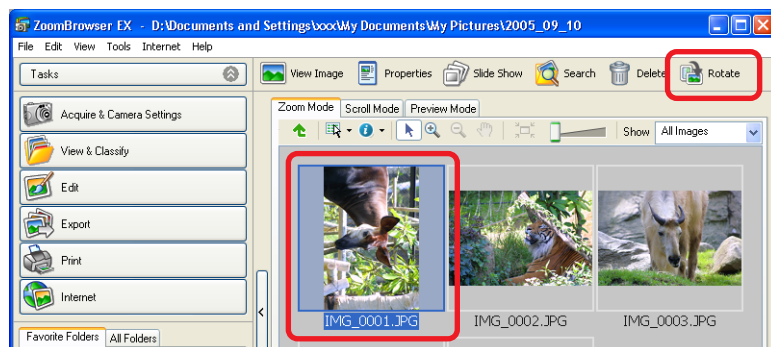 ZoomBrowser EX - D:\Documents and Settings\xxx\My Documents\My Pictures\2005_09_10
File Edit View Tools Internet Help
Tasks
View Image Properties Slide Show Search Delete Rotate
Acquire & Camera Settings
View & Classify
Edit
Export
Print
Internet
Favorite Folders All Folders
Zoom Mode Scroll Mode Preview Mode
Show All Images
IMG_0001.JPG IMG_0002.JPG IMG_0003.JPG